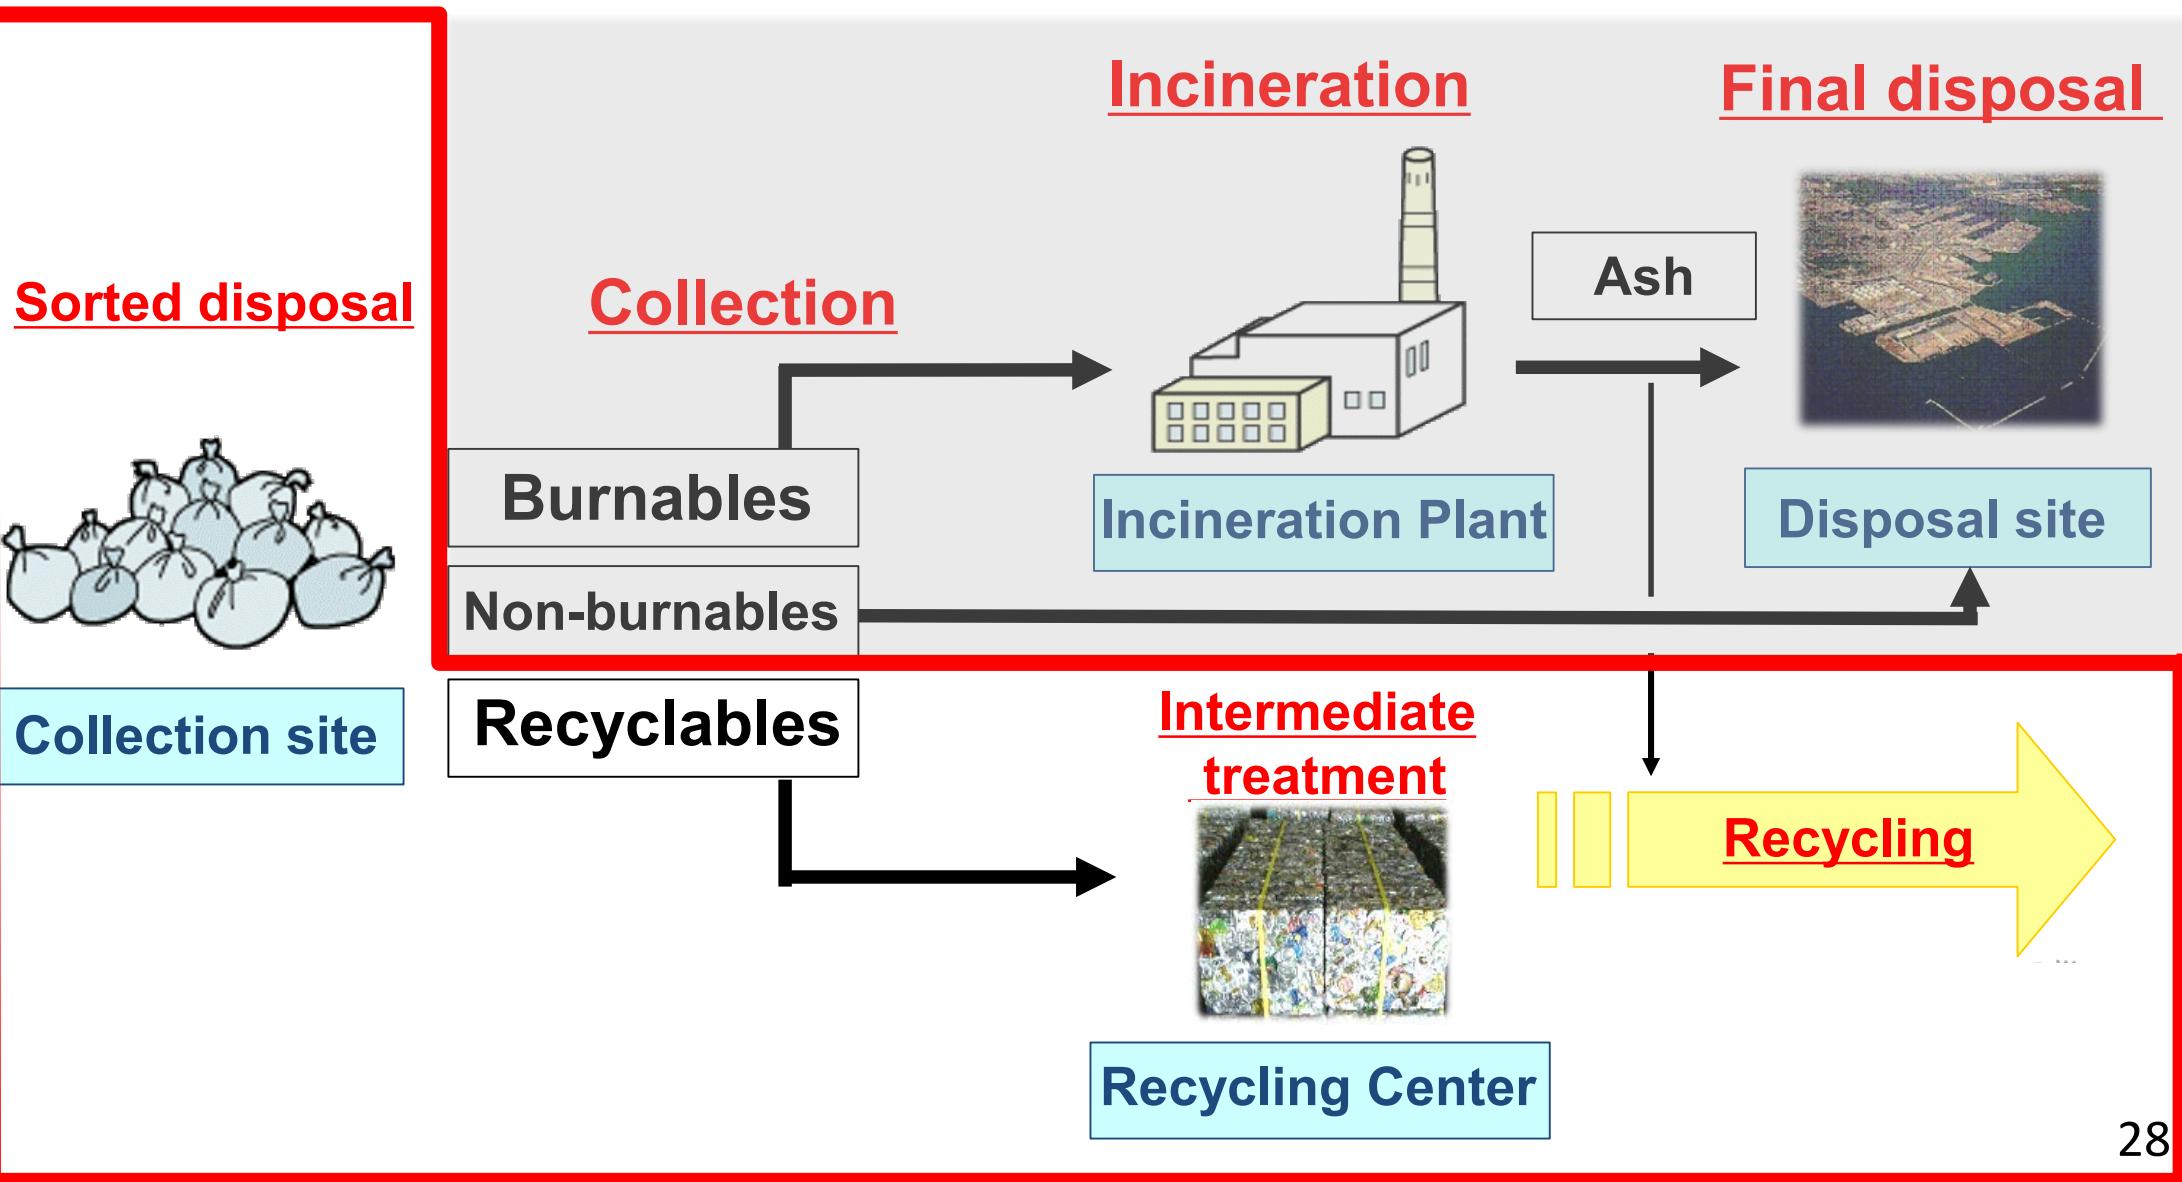 Incineration
Final disposal
Sorted disposal
Collection
Ash
Burnables
Incineration Plant
Disposal site
Non-burnables
Collection site
Recyclables
Intermediate
treatment
Recycling
Recycling Center
28